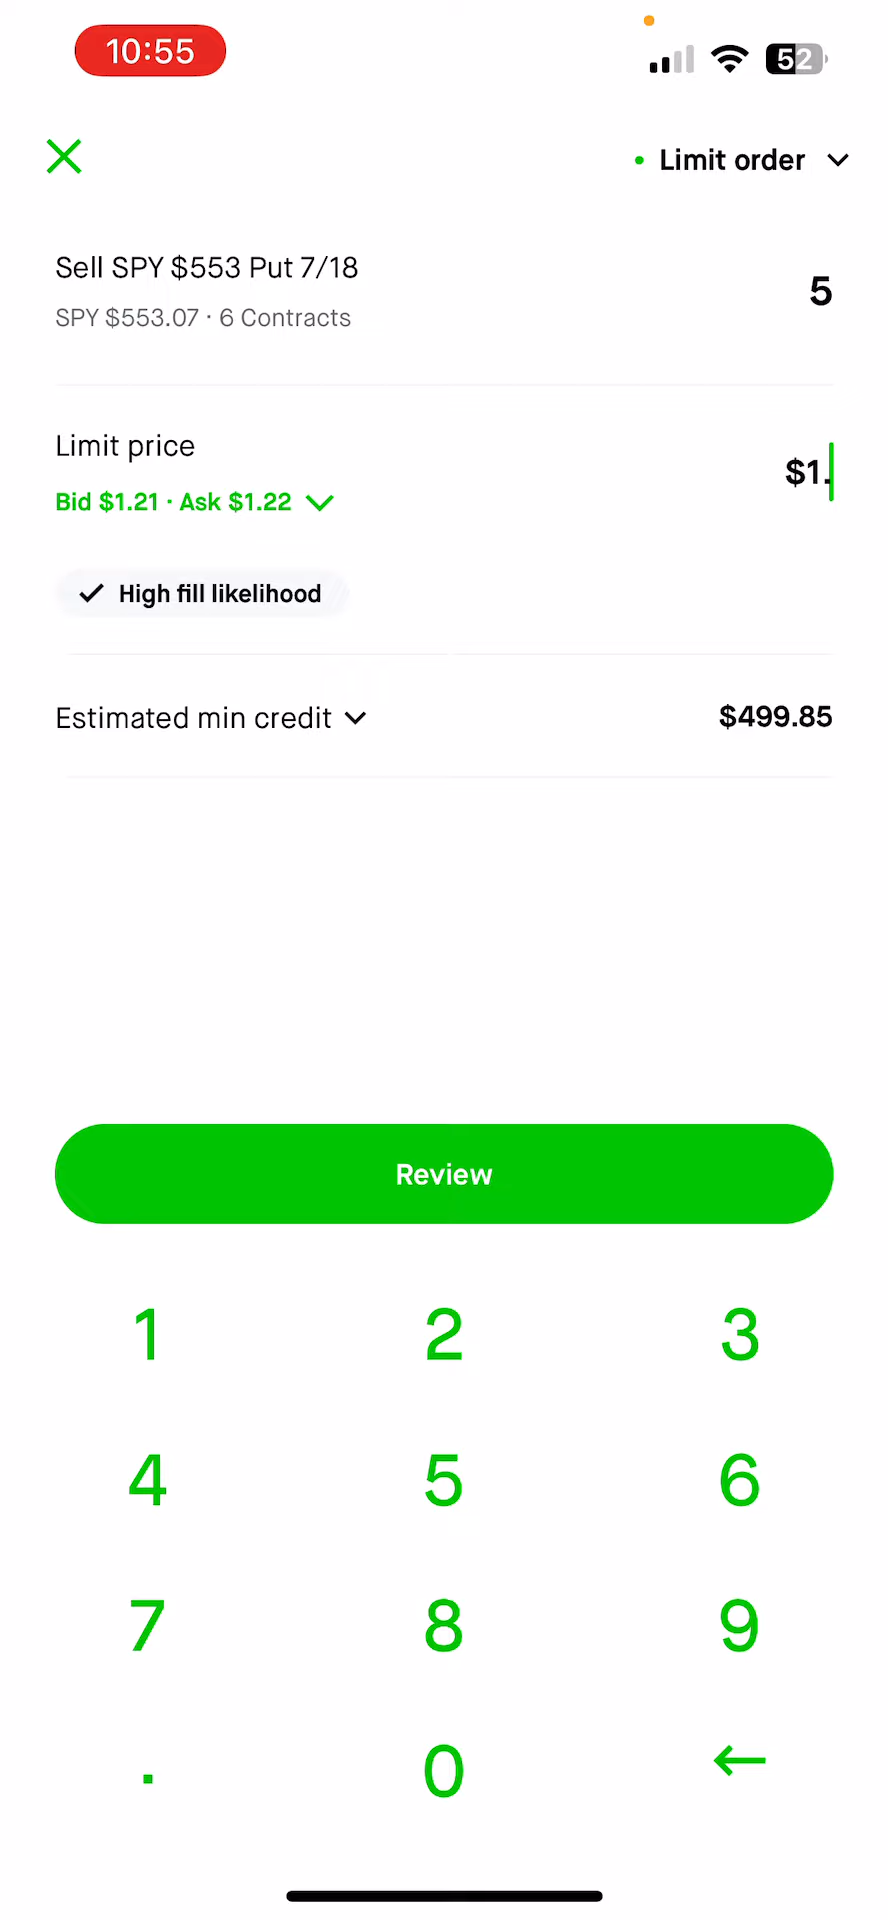 10:55
52
Limit order
Sell SPY $553 Put 7/18
5
SPY $553.07 · 6 Contracts
Limit price
$1.
Bid $1.21 · Ask $1.22
High fill likelihood
Estimated min credit
$499.85
Review
1 2 3
4 5 6
7 8 9
. 0